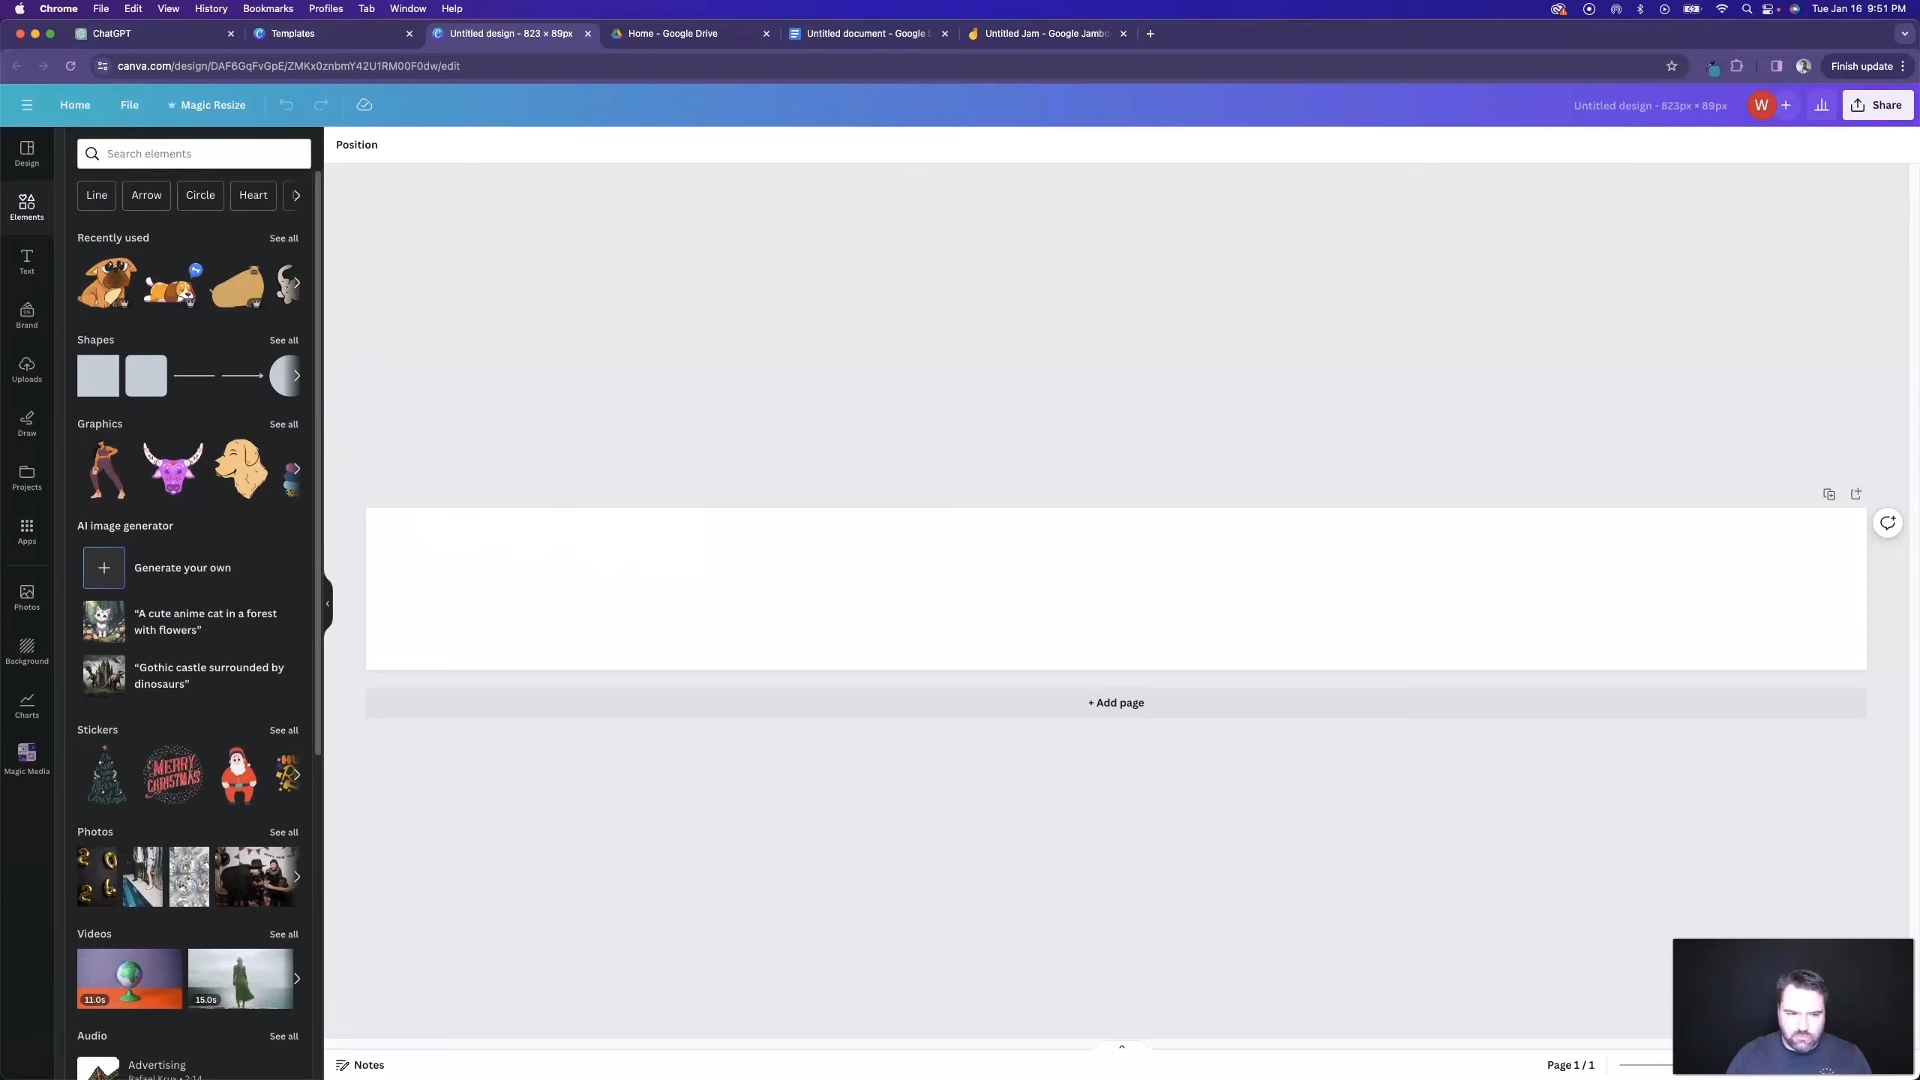 Chrome File Edit View History Bookmarks Profiles Tab Window Help
Tue Jan 16 9:51 PM
ChatGPT
Templates
Untitled design - 823 × 89px
Home - Google Drive
Untitled document - Google
Untitled Jam - Google Jambo
canva.com/design/DAF6GqFvGpE/ZMKx0znbmY42U1RM00F0dw/edit
Finish update
Home File Magic Resize
Untitled design - 823px × 89px
W
Share
Design
Elements
Text
Brand
Uploads
Draw
Projects
Apps
Photos
Background
Charts
Magic Media
Search elements
Line Arrow Circle Heart
Recently used See all
Shapes See all
Graphics See all
AI image generator
Generate your own
“A cute anime cat in a forest
with flowers”
“Gothic castle surrounded by
dinosaurs”
Stickers See all
MERRY
CHRISTMAS
Photos See all
Videos See all
11.0s
15.0s
Audio See all
Advertising
Rafael Krux • 2:14
Position
+ Add page
Notes
Page 1 / 1